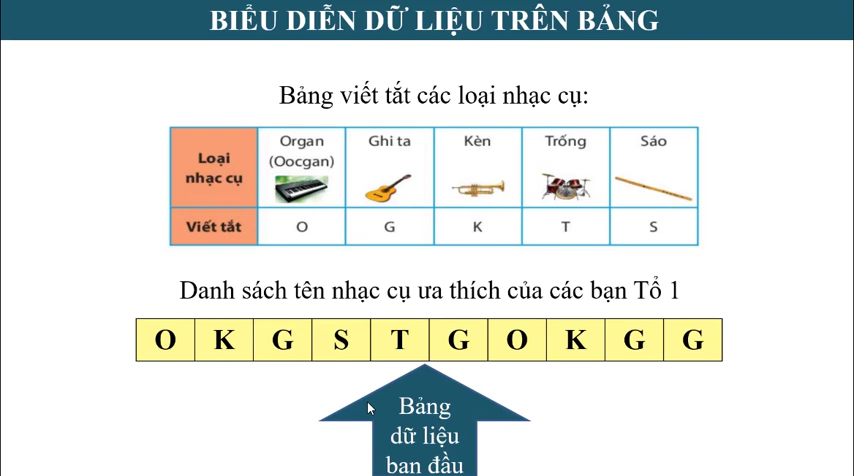 BIỂU DIỄN DỮ LIỆU TRÊN BẢNG
Bảng viết tắt các loại nhạc cụ:
Loại nhạc cụ
Organ (Oocgan)
Ghi ta
Kèn
Trống
Sáo
Viết tắt
O
G
K
T
S
Danh sách tên nhạc cụ ưa thích của các bạn Tổ 1
O K G S T G O K G G
Bảng
dữ liệu
ban đầu